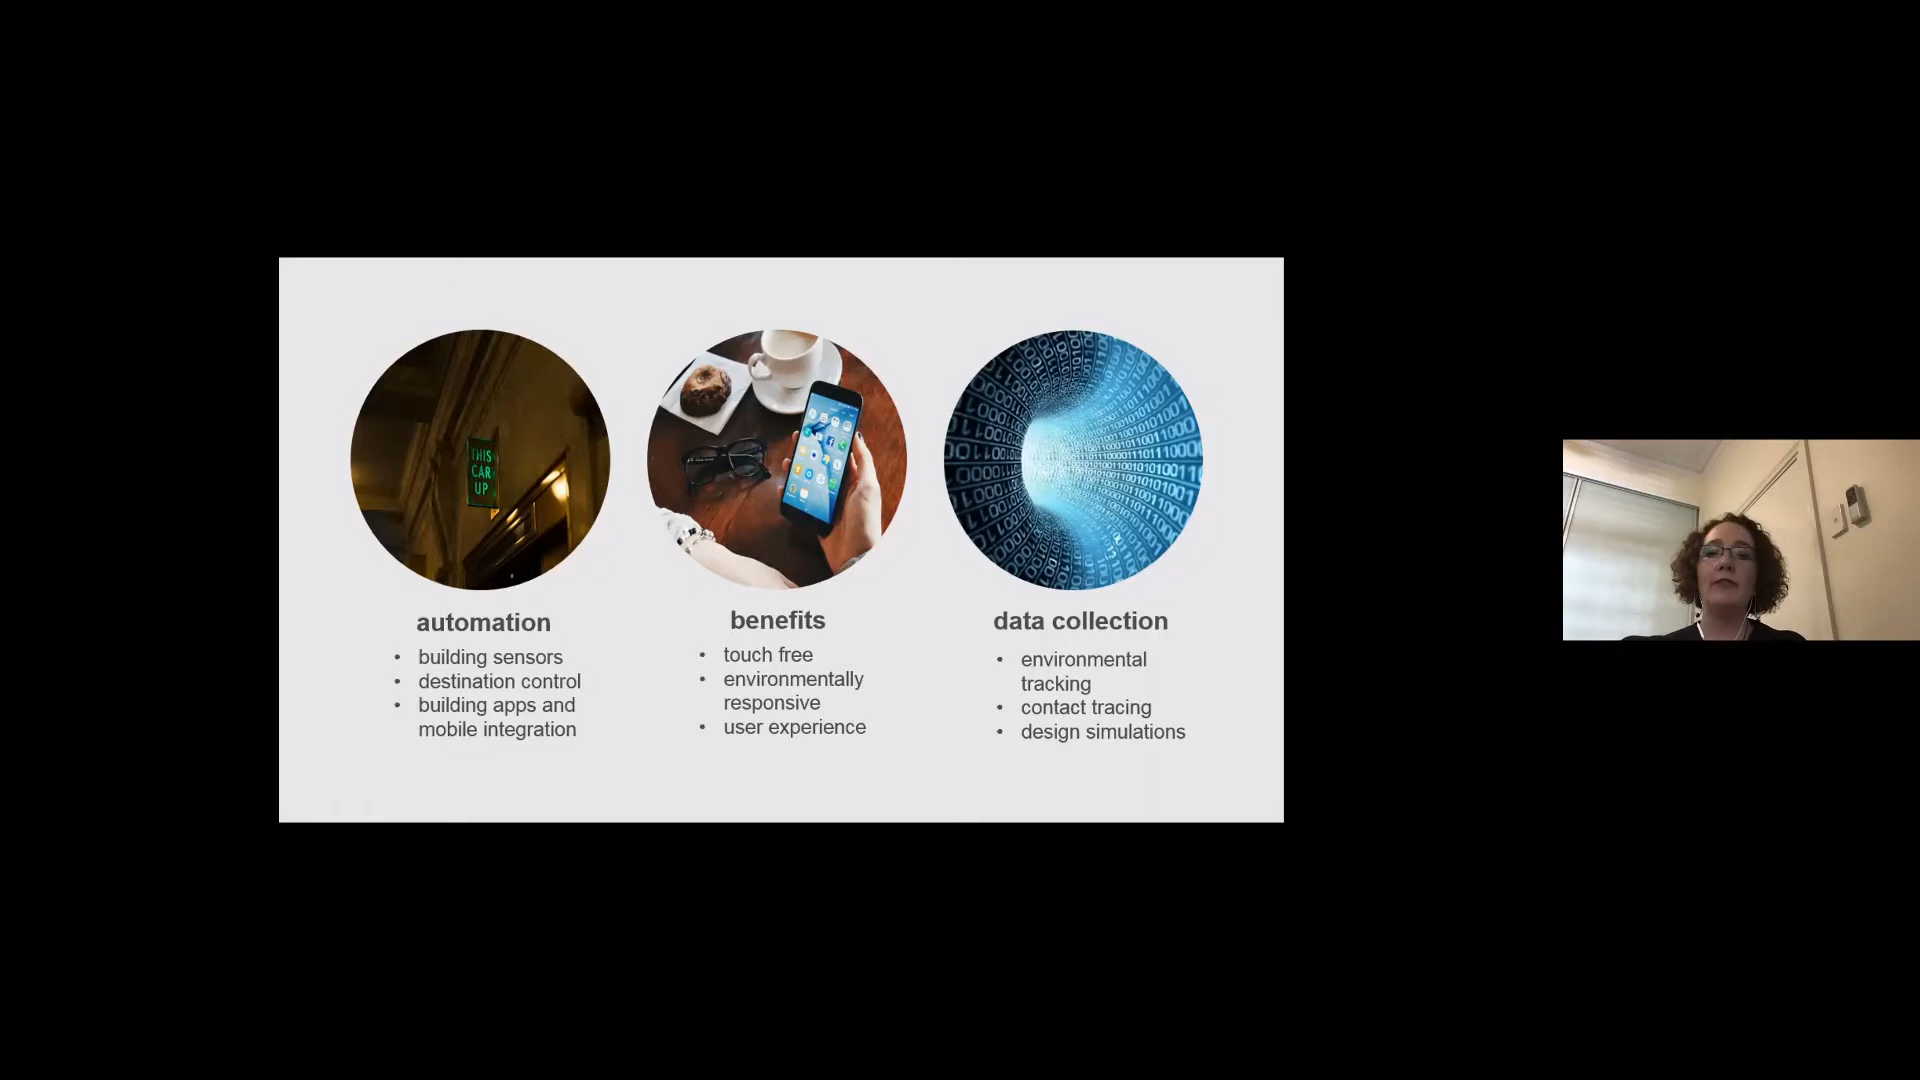 THIS
CAR
UP
automation
• building sensors
• destination control
• building apps and
mobile integration
benefits
• touch free
• environmentally
responsive
• user experience
data collection
• environmental
tracking
• contact tracing
• design simulations